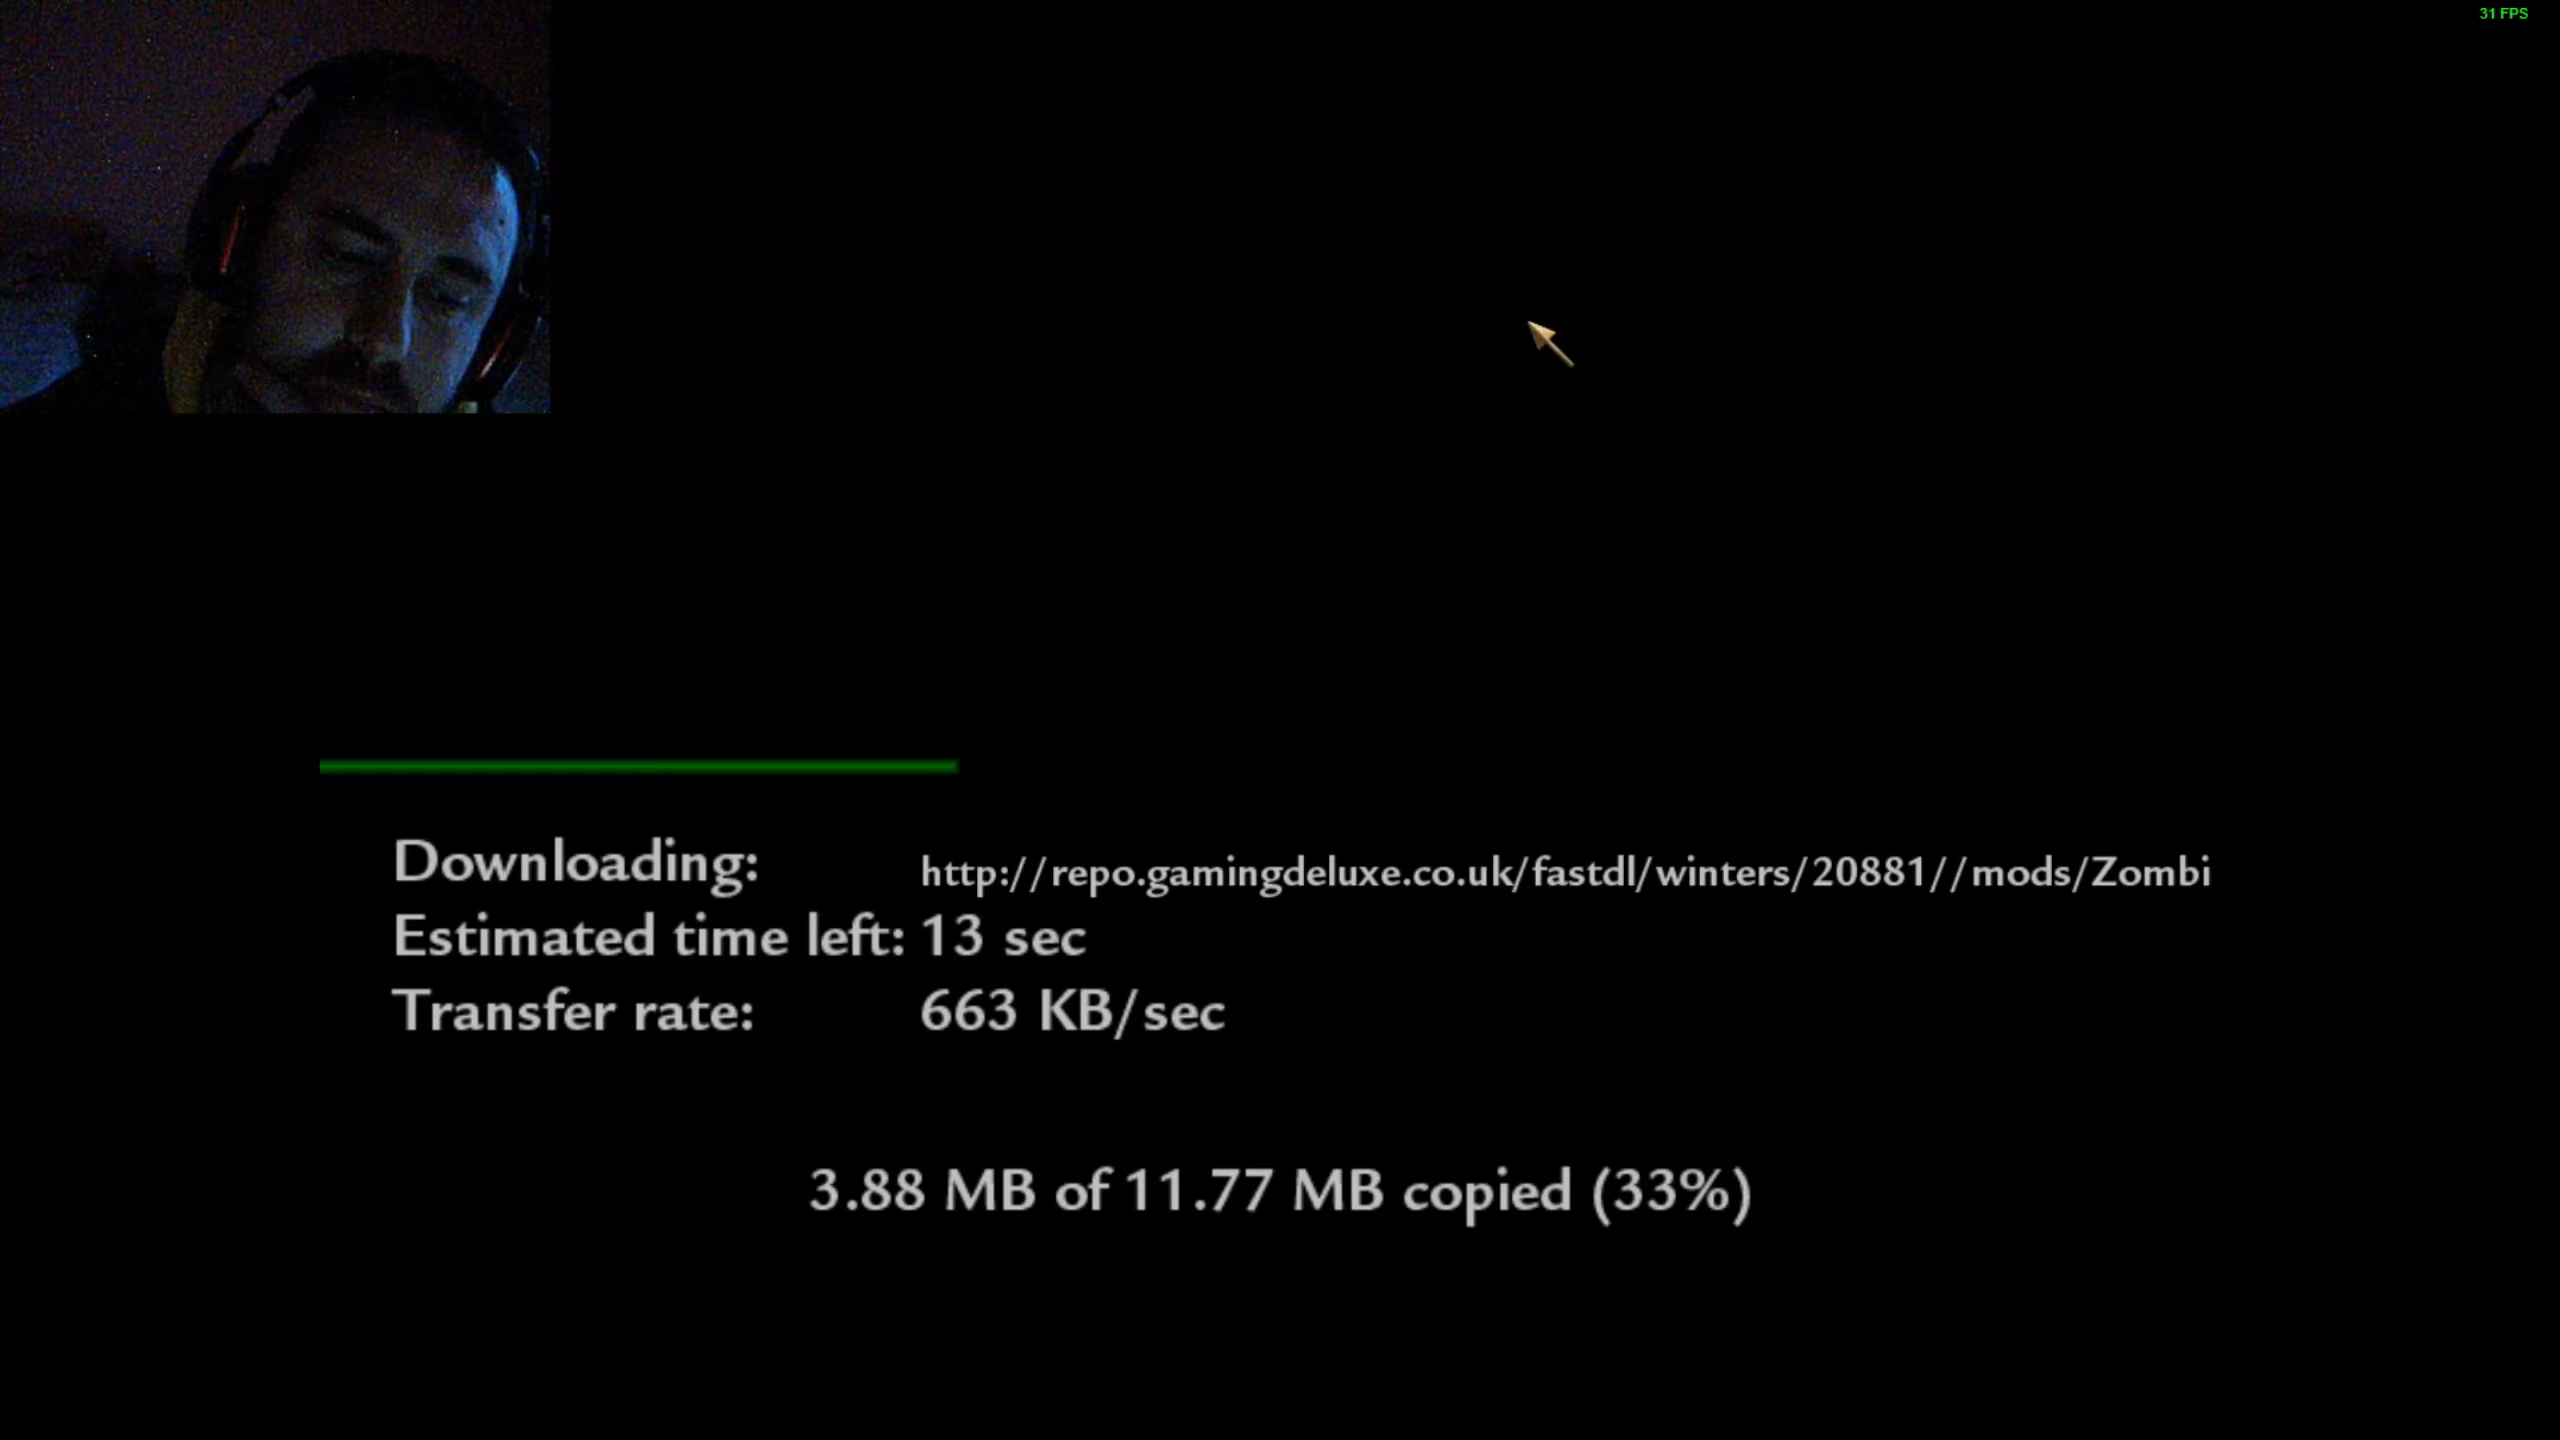 31 FPS
Downloading: http://repo.gamingdeluxe.co.uk/fastdl/winters/20881//mods/Zombi
Estimated time left: 13 sec
Transfer rate: 663 KB/sec
3.88 MB of 11.77 MB copied (33%)